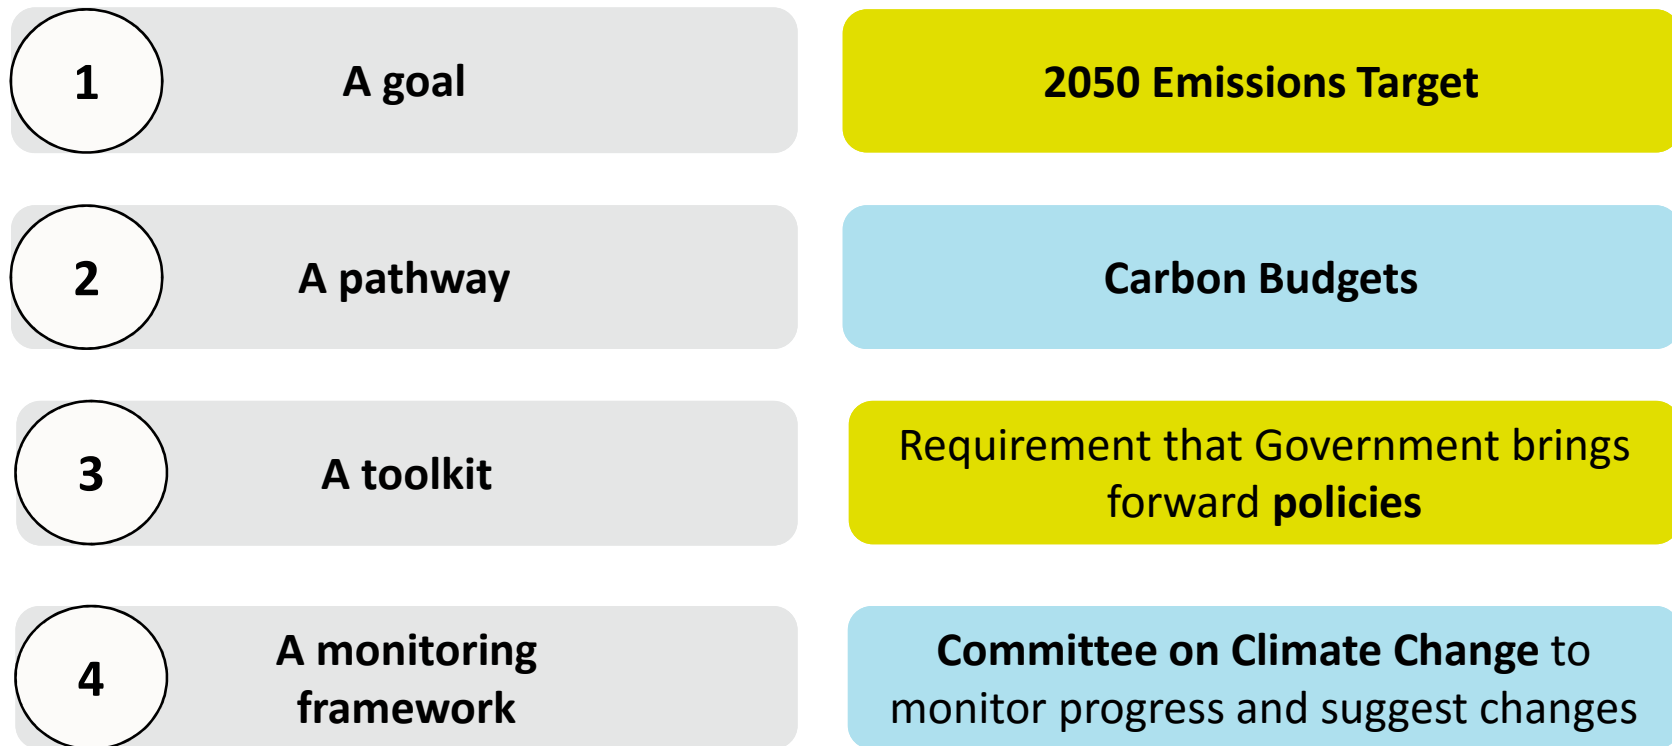 1
A goal
2050 Emissions Target
2
A pathway
Carbon Budgets
3
A toolkit
Requirement that Government brings
forward policies
4
A monitoring
framework
Committee on Climate Change to
monitor progress and suggest changes